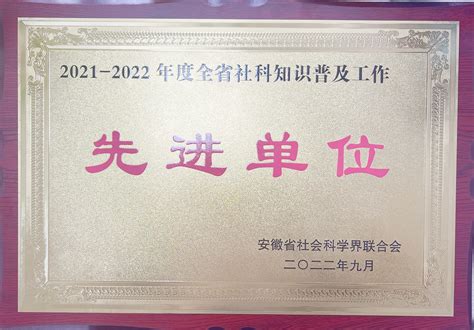 2021-2022 年度全省社科知识普及工作
先进单位
安徽省社会科学界联合会
二〇二二年九月